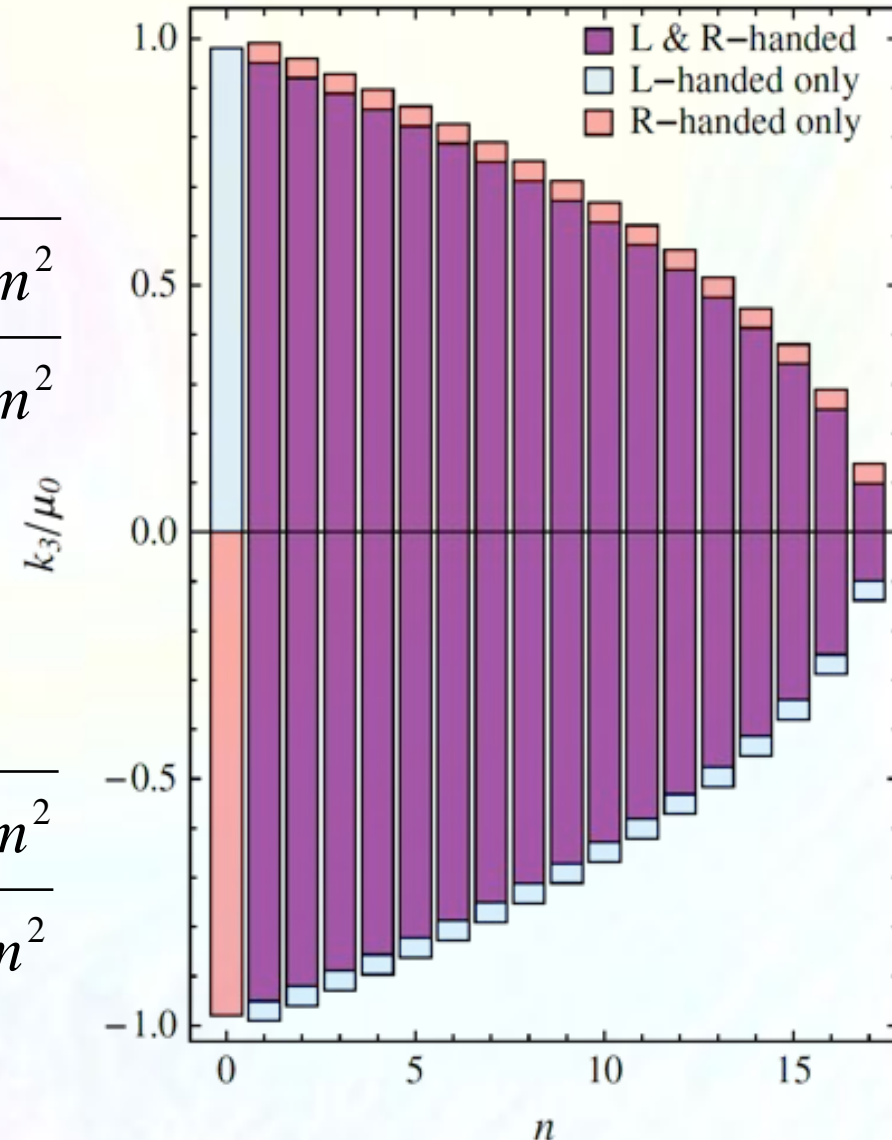 1.0
L & R−handed
L−handed only
R−handed only
n²
0.5
n²
k₃/μ₀
0.0
−0.5
n²
n²
−1.0
0 5 10 15
n